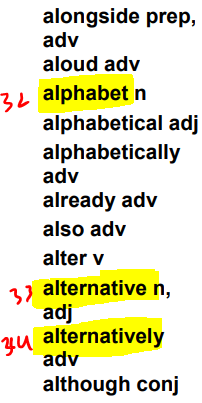 alongside prep,
adv
aloud adv
32 alphabet n
alphabetical adj
alphabetically
adv
already adv
also adv
alter v
33 alternative n,
adj
34 alternatively
adv
although conj